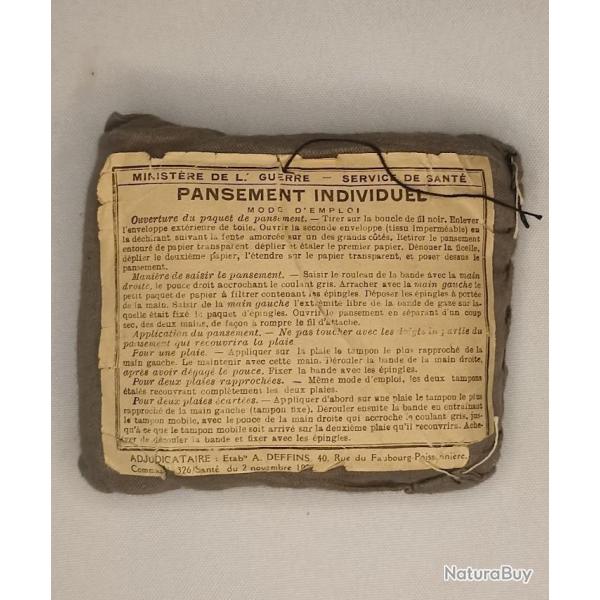 MINISTÈRE DE L. GUERRE — SERVICE DE SANTÉ
PANSEMENT INDIVIDUEL
MODE D'EMPLOI
Ouverture du paquet de pansement. — Tirer sur la boucle de fil noir. Enlever
l'enveloppe extérieure de toile. Ouvrir la seconde enveloppe (tissu imperméable) en
la déchirant suivant la fente amorcée sur un des grands côtés. Retirer le pansement
entouré de papier transparent déplier et étaler le premier papier. Dénouer la ficelle,
déplier le deuxième papier, l'étendre sur le papier transparent, et poser dessus le
pansement.
Manière de saisir le pansement. — Saisir le rouleau de la bande avec la main
droite, le pouce droit accrochant le coulant gris. Arracher avec la main gauche le
petit paquet de papier à filtrer contenant les épingles. Déposer les épingles à portée
de la main. Saisir de la main gauche l'extrémité libre de la bande de gaze sur la-
quelle était fixé le paquet d'épingles. Ouvrir le pansement en séparant d'un coup
sec, des deux mains, de façon à rompre le fil d'attache.
Application du pansement. — Ne pas toucher avec les doigts la partie du
pansement qui recouvrira la plaie
Pour une plaie. — Appliquer sur la plaie le tampon le plus rapproché de la
main gauche. Le maintenir avec cette main. Dérouler la bande de la main droite,
après avoir dégagé le pouce. Fixer la bande avec les épingles.
Pour deux plaies rapprochées. — Même mode d'emploi, les deux tampons
étalés recouvrant complètement les deux plaies.
Pour deux plaies écartées. — Appliquer d'abord sur une plaie le tampon le plus
rapproché de la main gauche (tampon fixe). Dérouler ensuite la bande en entraînant
le tampon mobile, avec le pouce de la main droite qui accroche le coulant gris, jus-
qu'à ce que le tampon mobile soit arrivé sur la deuxième plaie qu'il recouvrira. Ache-
ver de dérouler la bande et fixer avec les épingles.
ADJUDICATAIRE : Etabts A. DEFFINS, 40, Rue du Faubourg-Poissonnière,
326/Santé du 2 novembre
NaturaBuy